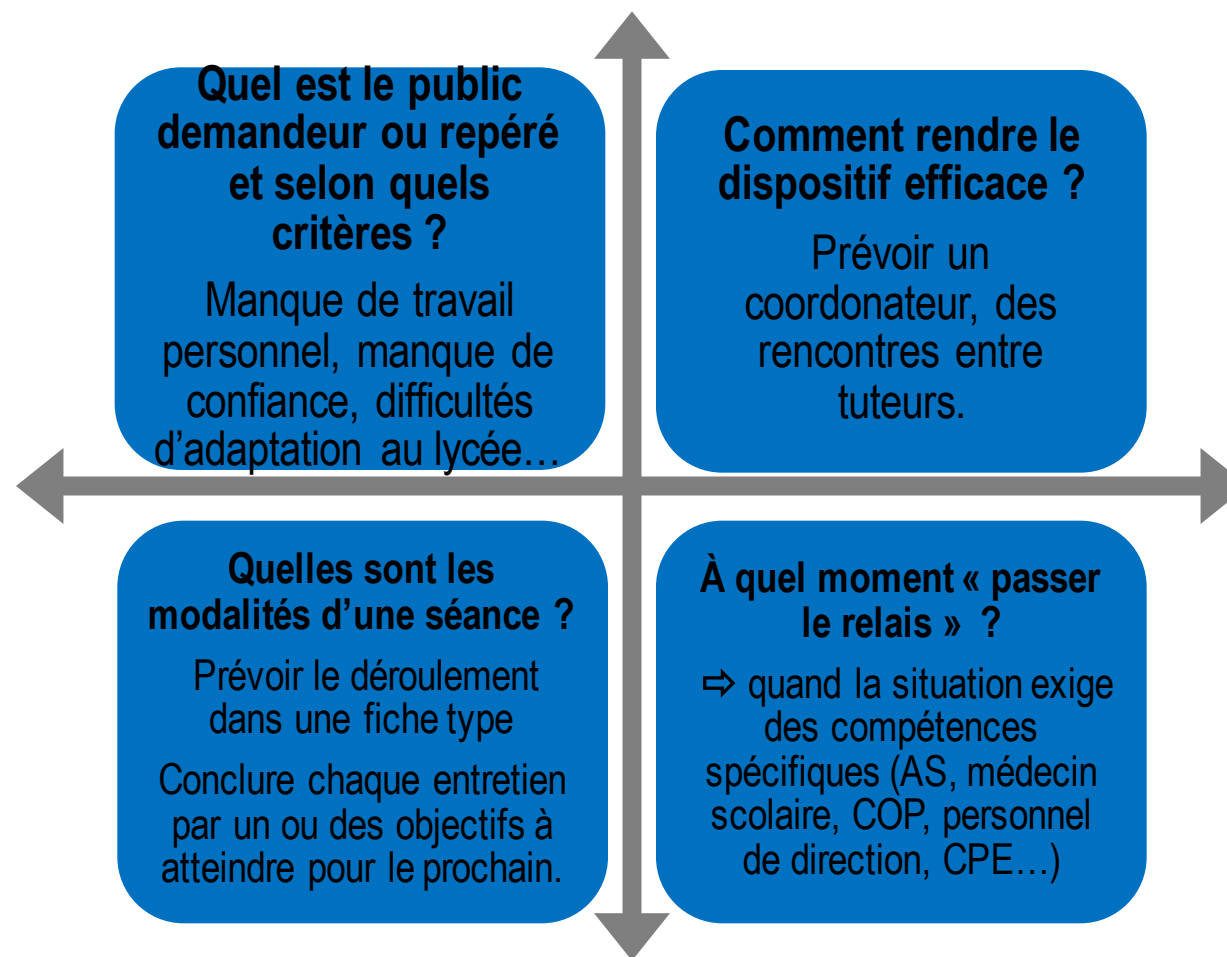 Quel est le public
demandeur ou repéré
et selon quels
critères ?
Manque de travail
personnel, manque de
confiance, difficultés
d’adaptation au lycée…
Comment rendre le
dispositif efficace ?
Prévoir un
coordonateur, des
rencontres entre
tuteurs.
Quelles sont les
modalités d’une séance ?
Prévoir le déroulement
dans une fiche type
Conclure chaque entretien
par un ou des objectifs à
atteindre pour le prochain.
À quel moment « passer
le relais » ?
⇨ quand la situation exige
des compétences
spécifiques (AS, médecin
scolaire, COP, personnel
de direction, CPE…)